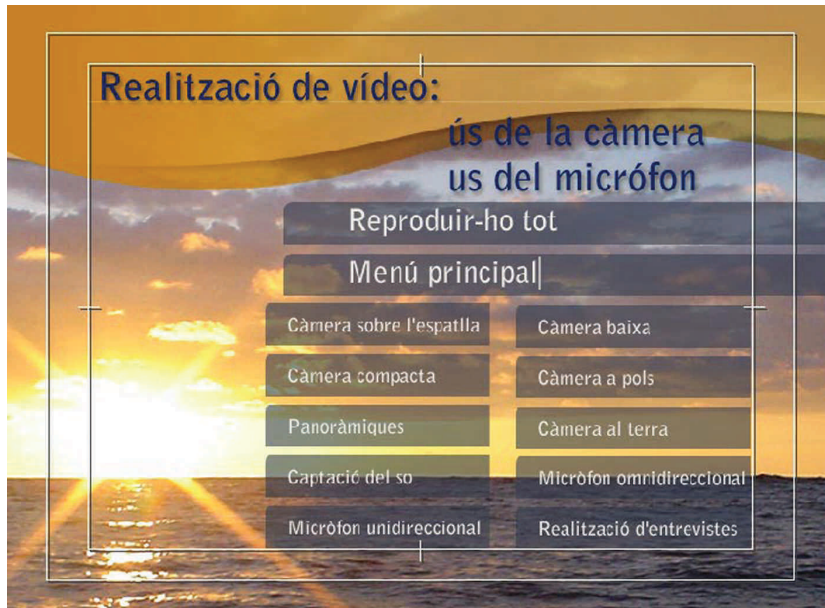 Realització de vídeo:
ús de la càmera
us del micrófon
Reproduir-ho tot
Menú principal
Càmera sobre l'espatlla
Càmera baixa
Càmera compacta
Càmera a pols
Panoràmiques
Càmera al terra
Captació del so
Micròfon omnidireccional
Micròfon unidireccional
Realització d'entrevistes